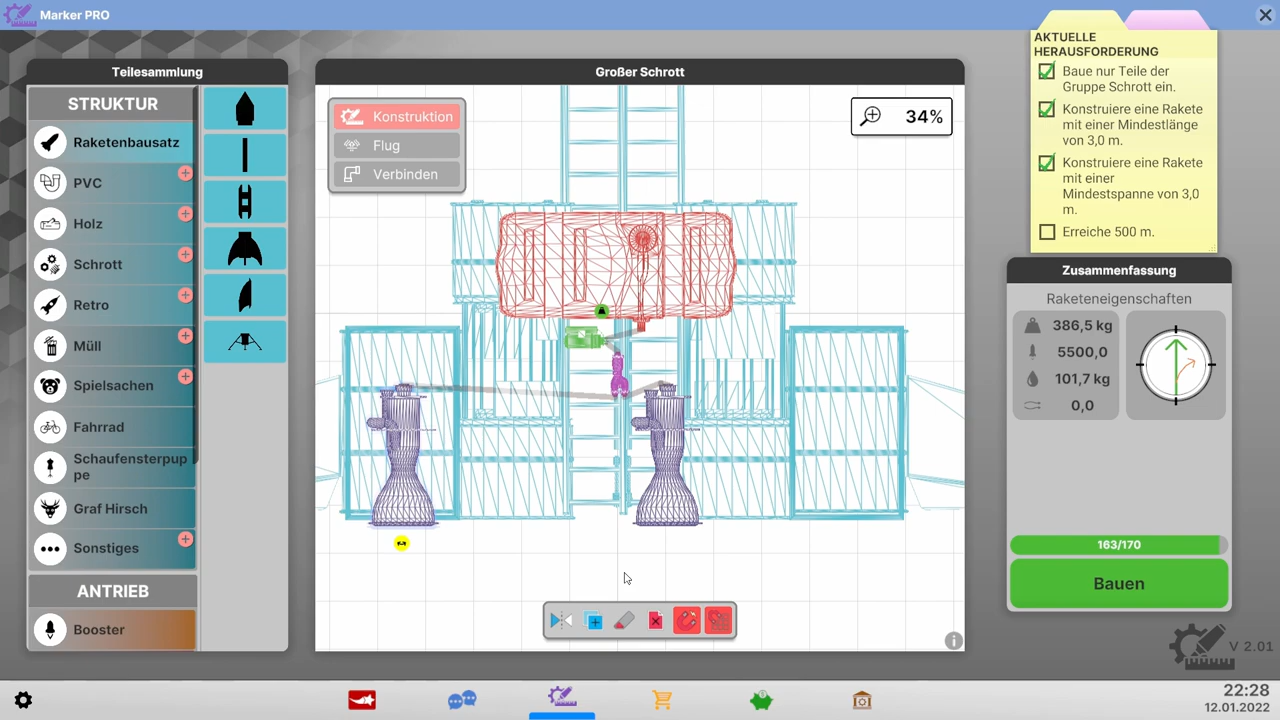 Marker PRO
Teilesammlung
STRUKTUR
Raketenbausatz
PVC
Holz
Schrott
Retro
Müll
Spielsachen
Fahrrad
Schaufensterpup
pe
Graf Hirsch
Sonstiges
ANTRIEB
Booster
Großer Schrott
Konstruktion
Flug
Verbinden
34%
AKTUELLE
HERAUSFORDERUNG
Baue nur Teile der
Gruppe Schrott ein.
Konstruiere eine Rakete
mit einer Mindestlänge
von 3,0 m.
Konstruiere eine Rakete
mit einer
Mindestspanne von 3,0
m.
Erreiche 500 m.
Zusammenfassung
Raketeneigenschaften
386,5 kg
5500,0
101,7 kg
0,0
163/170
Bauen
V 2.01
22:28
12.01.2022